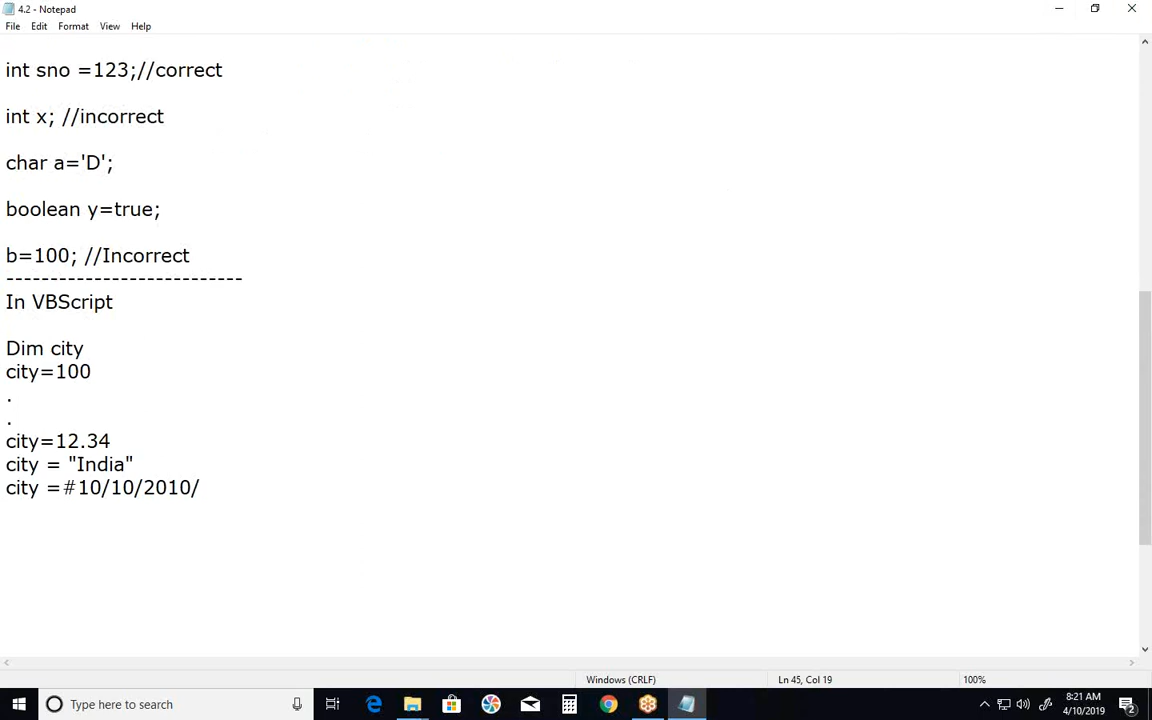 4.2 - Notepad
File Edit Format View Help
int sno =123;//correct
int x; //incorrect
char a='D';
boolean y=true;
b=100; //Incorrect
---------------------------
In VBScript
Dim city
city=100
.
.
city=12.34
city = "India"
city =#10/10/2010/
Windows (CRLF) Ln 45, Col 19 100%
Type here to search
8:21 AM
4/10/2019
2